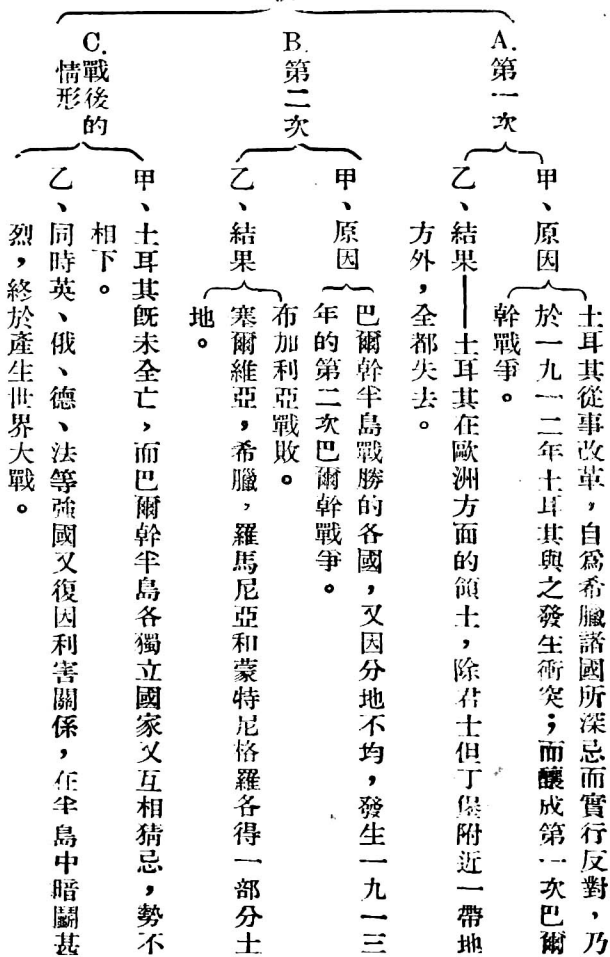 A.第一次
甲、原因
土耳其從事改革，自爲希臘諸國所深忌而實行反對，乃
於一九一二年土耳其與之發生衝突；而釀成第一次巴爾
幹戰爭。
乙、結果——土耳其在歐洲方面的領土，除君士但丁堡附近一帶地
方外，全都失去。
B.第二次
甲、原因
巴爾幹半島戰勝的各國，又因分地不均，發生一九一三
年的第二次巴爾幹戰爭。
乙、結果
布加利亞戰敗。
塞爾維亞，希臘，羅馬尼亞和蒙特尼格羅各得一部分土
地。
C.戰後的
情形
甲、土耳其旣未全亡，而巴爾幹半島各獨立國家又互相猜忌，勢不
相下。
乙、同時英、俄、德、法等強國又復因利害關係，在半島中暗鬭甚
烈，終於產生世界大戰。